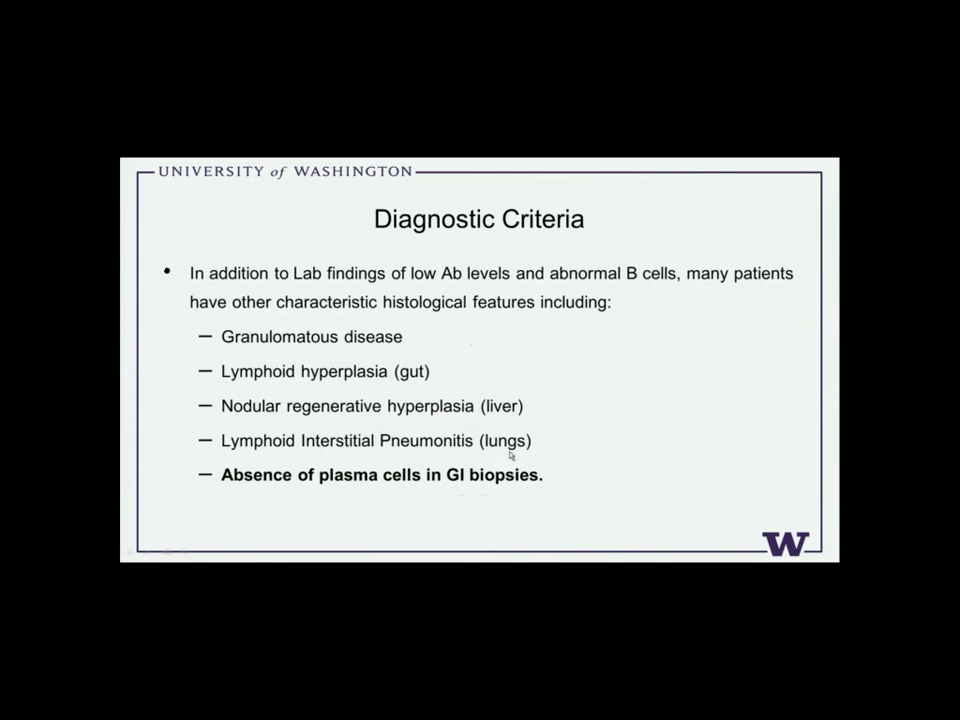 UNIVERSITY of WASHINGTON
Diagnostic Criteria
• In addition to Lab findings of low Ab levels and abnormal B cells, many patients
have other characteristic histological features including:
– Granulomatous disease
– Lymphoid hyperplasia (gut)
– Nodular regenerative hyperplasia (liver)
– Lymphoid Interstitial Pneumonitis (lungs)
– Absence of plasma cells in GI biopsies.
W